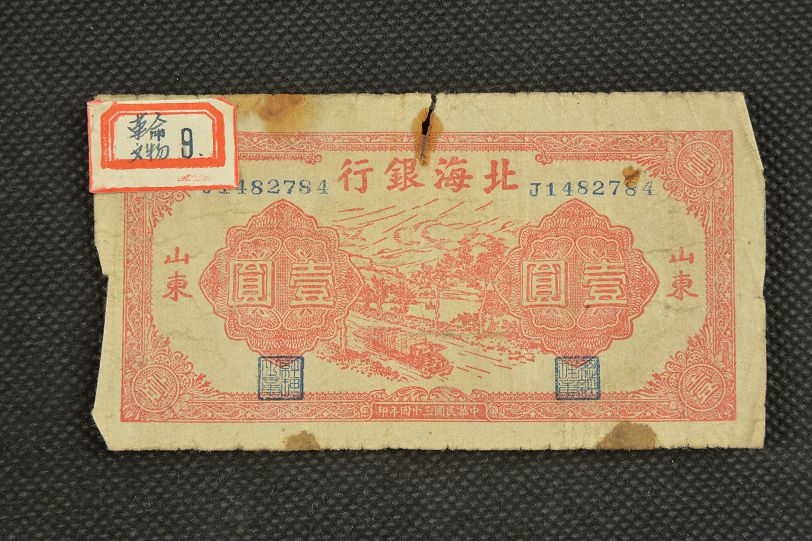 革命
文物 9.
行銀海北
1482784
J1482784
山東
圓壹
圓壹
山東
印年四十三國民華中